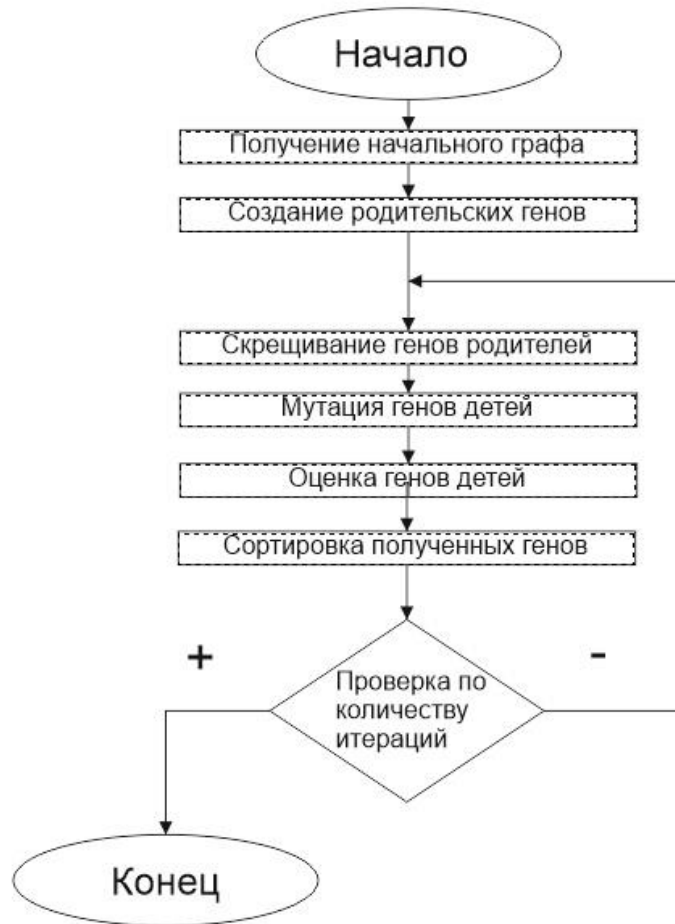 Начало
Получение начального графа
Создание родительских генов
Скрещивание генов родителей
Мутация генов детей
Оценка генов детей
Сортировка полученных генов
+
-
Проверка по
количеству
итераций
Конец